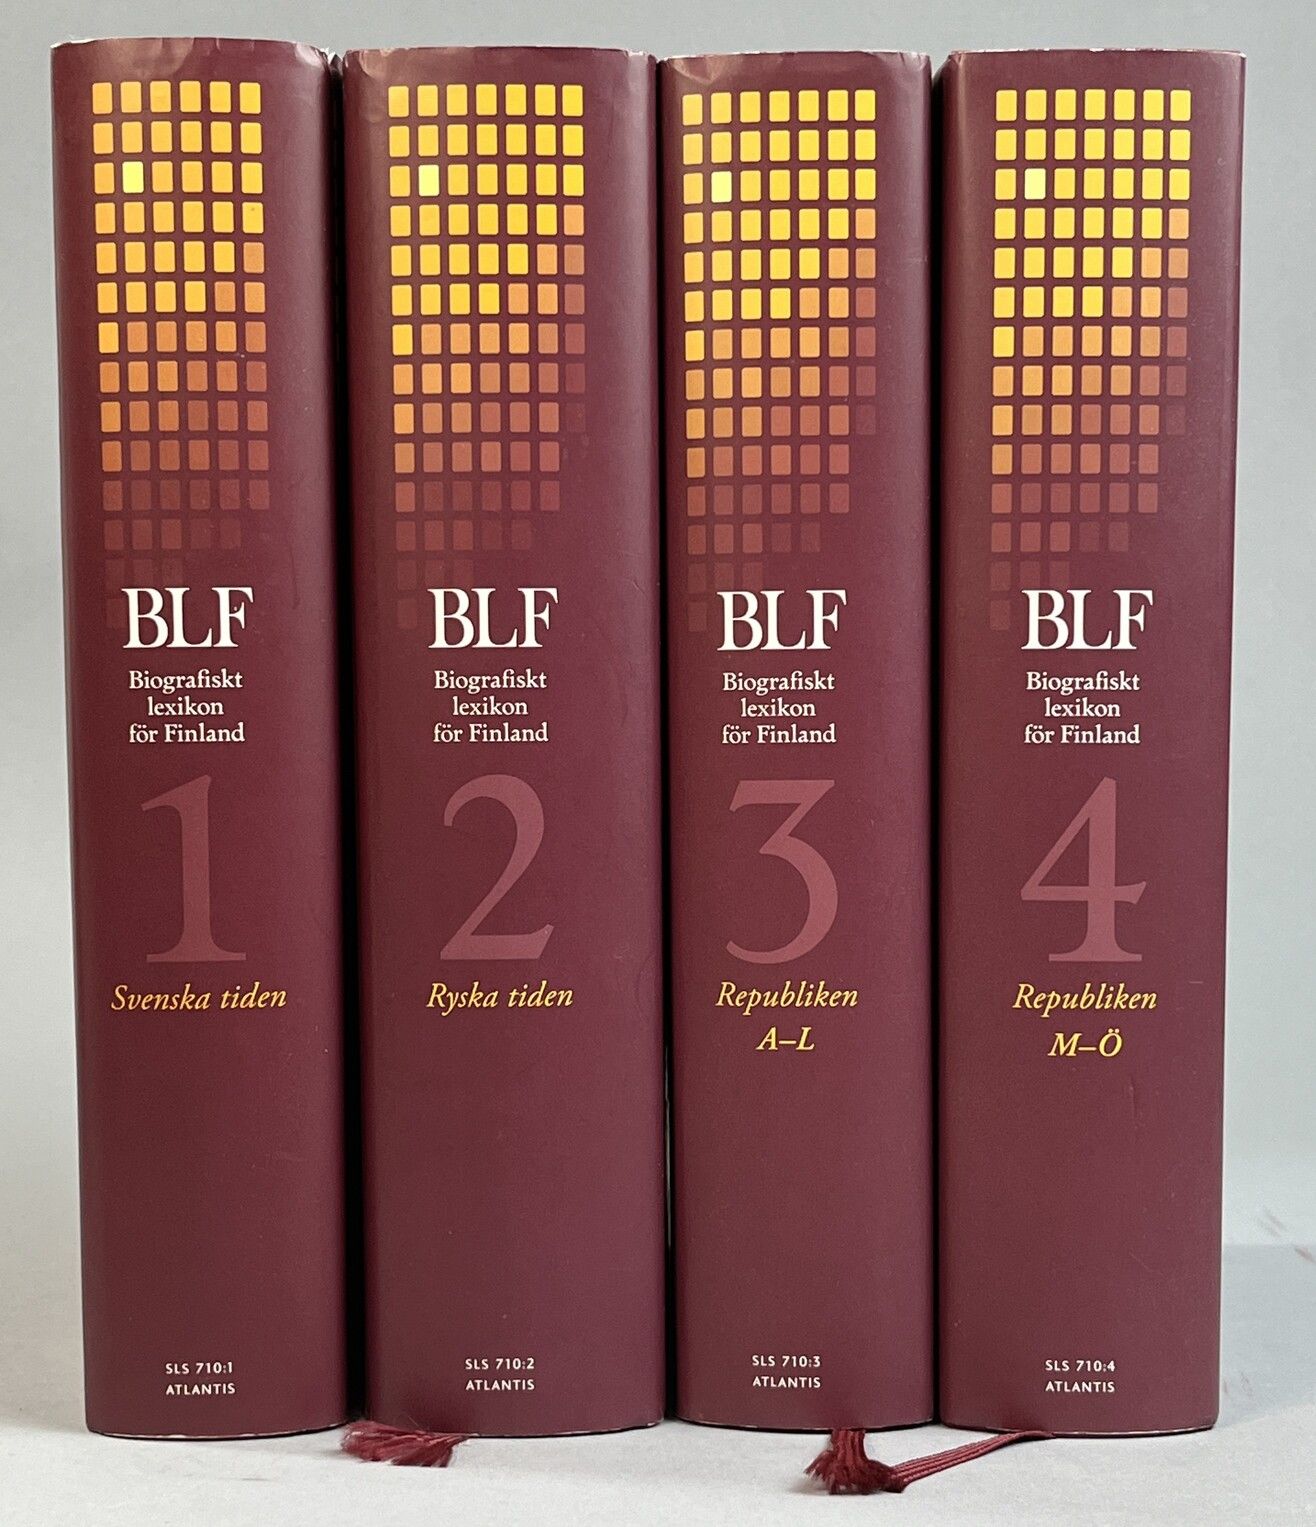 BLF
Biografiskt
lexikon
för Finland
1
Svenska tiden
SLS 710:1
ATLANTIS
BLF
Biografiskt
lexikon
för Finland
2
Ryska tiden
SLS 710:2
ATLANTIS
BLF
Biografiskt
lexikon
för Finland
3
Republiken
A–L
SLS 710:3
ATLANTIS
BLF
Biografiskt
lexikon
för Finland
4
Republiken
M–Ö
SLS 710:4
ATLANTIS